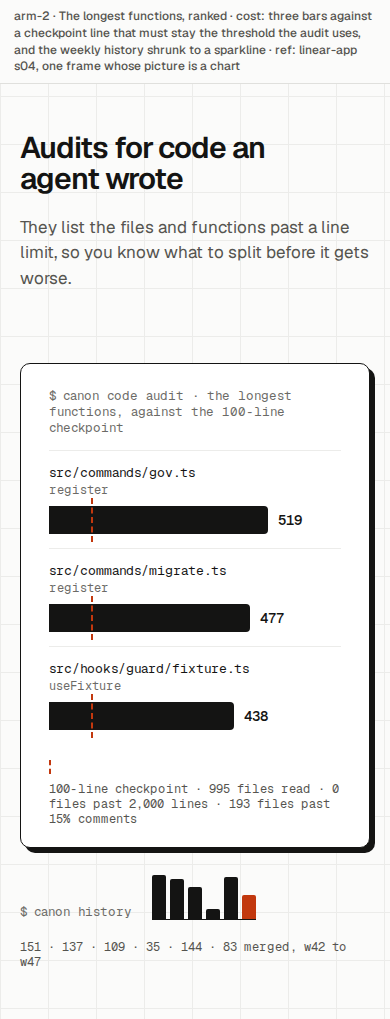 arm-2 · The longest functions, ranked · cost: three bars against
a checkpoint line that must stay the threshold the audit uses,
and the weekly history shrunk to a sparkline · ref: linear-app
s04, one frame whose picture is a chart
Audits for code an
agent wrote
They list the files and functions past a line
limit, so you know what to split before it gets
worse.
$ canon code audit · the longest
functions, against the 100-line
checkpoint
src/commands/gov.ts
register
519
src/commands/migrate.ts
register
477
src/hooks/guard/fixture.ts
useFixture
438
100-line checkpoint · 995 files read · 0
files past 2,000 lines · 193 files past
15% comments
$ canon history
151 · 137 · 109 · 35 · 144 · 83 merged, w42 to
w47